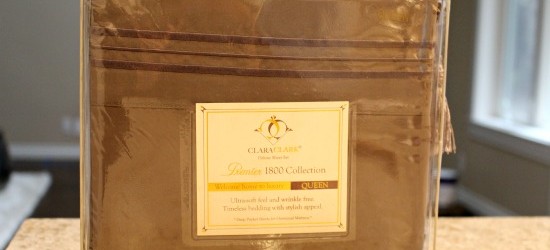 CLARA CLARK®
Premier 1800 Collection
QUEEN
Ultrasoft feel and wrinkle free.
Timeless bedding with stylish appeal.